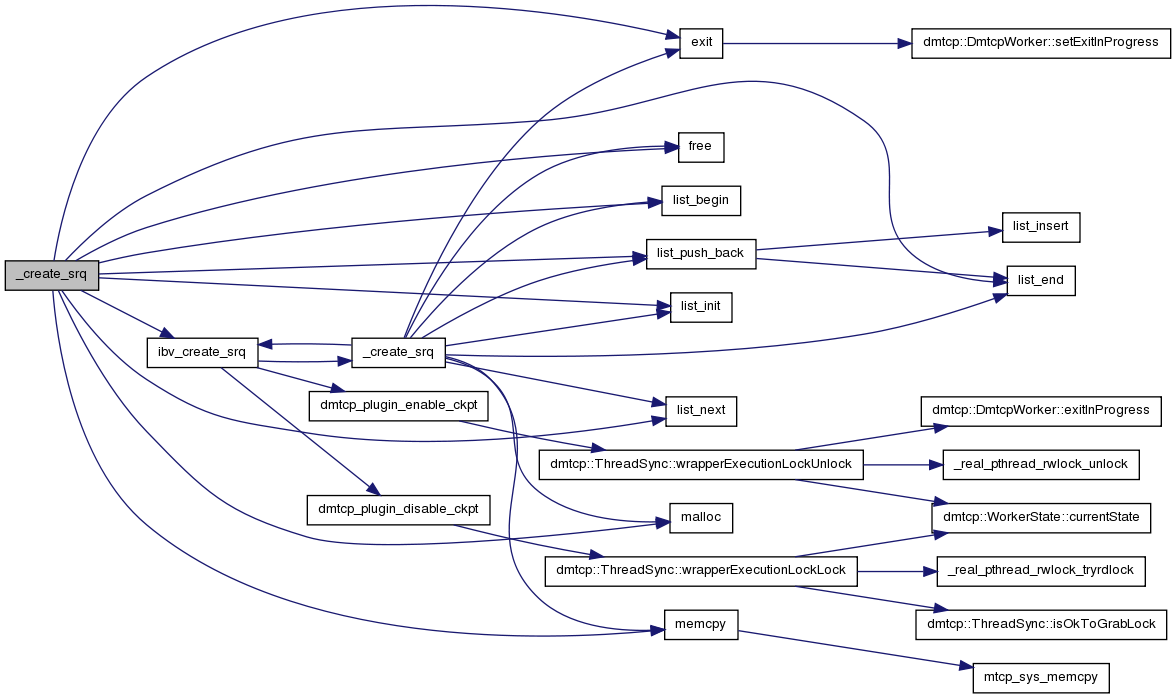 exit
dmtcp::DmtcpWorker::setExitInProgress
free
list_begin
list_insert
list_push_back
_create_srq
list_end
list_init
ibv_create_srq
_create_srq
dmtcp_plugin_enable_ckpt
list_next
dmtcp::DmtcpWorker::exitInProgress
dmtcp::ThreadSync::wrapperExecutionLockUnlock
_real_pthread_rwlock_unlock
dmtcp_plugin_disable_ckpt
malloc
dmtcp::WorkerState::currentState
dmtcp::ThreadSync::wrapperExecutionLockLock
_real_pthread_rwlock_tryrdlock
memcpy
dmtcp::ThreadSync::isOkToGrabLock
mtcp_sys_memcpy